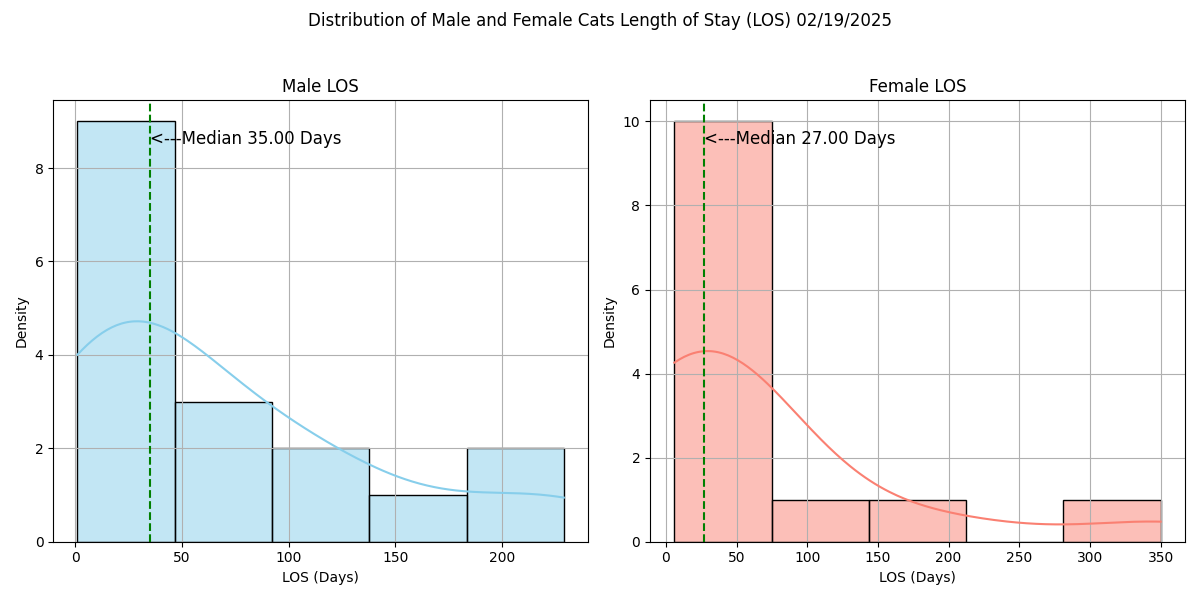 Distribution of Male and Female Cats Length of Stay (LOS) 02/19/2025
Male LOS
<---Median 35.00 Days
Density
8
6
4
2
0
0 50 100 150 200
LOS (Days)
Female LOS
<---Median 27.00 Days
Density
10
8
6
4
2
0
0 50 100 150 200 250 300 350
LOS (Days)